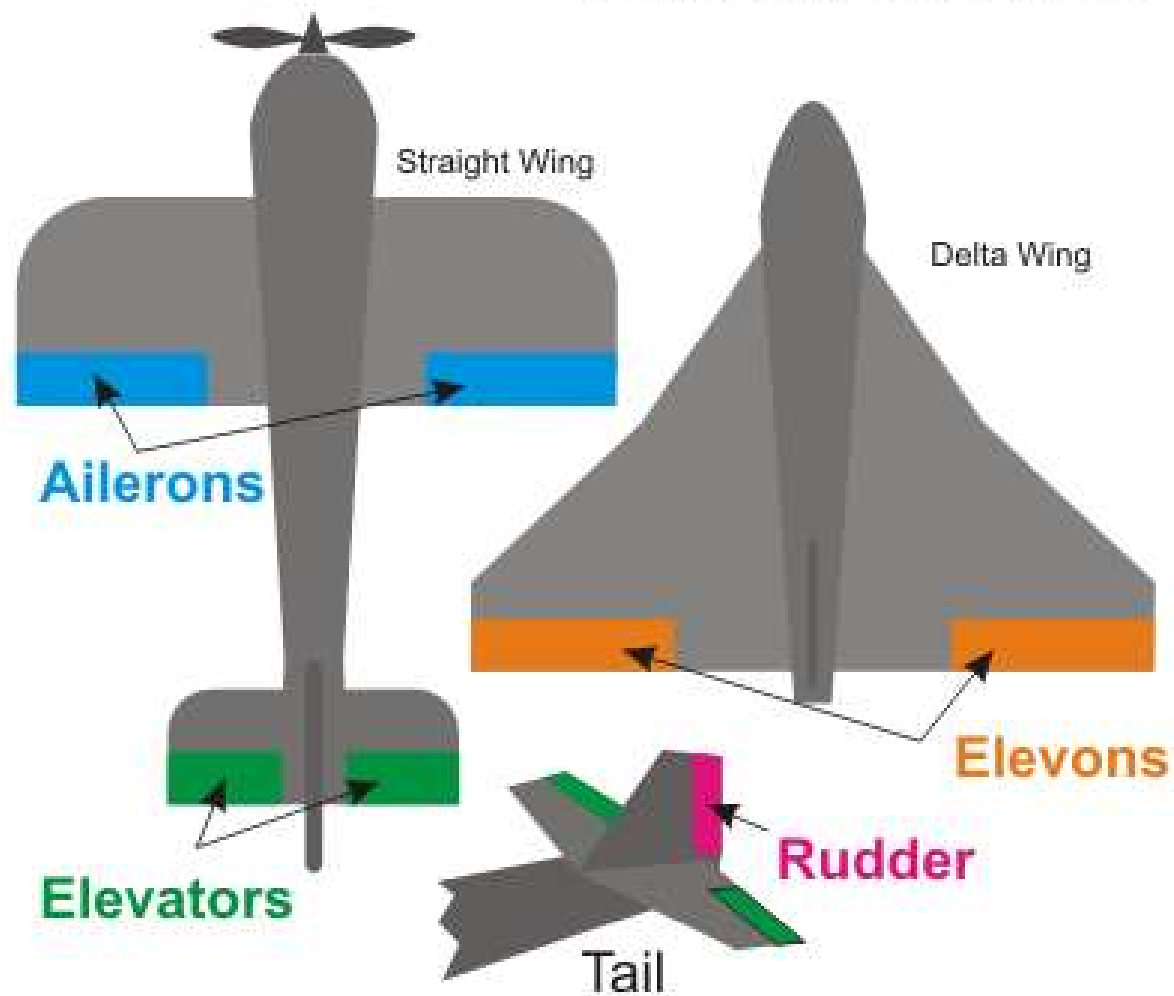 Straight Wing
Delta Wing
Ailerons
Elevons
Rudder
Elevators
Tail